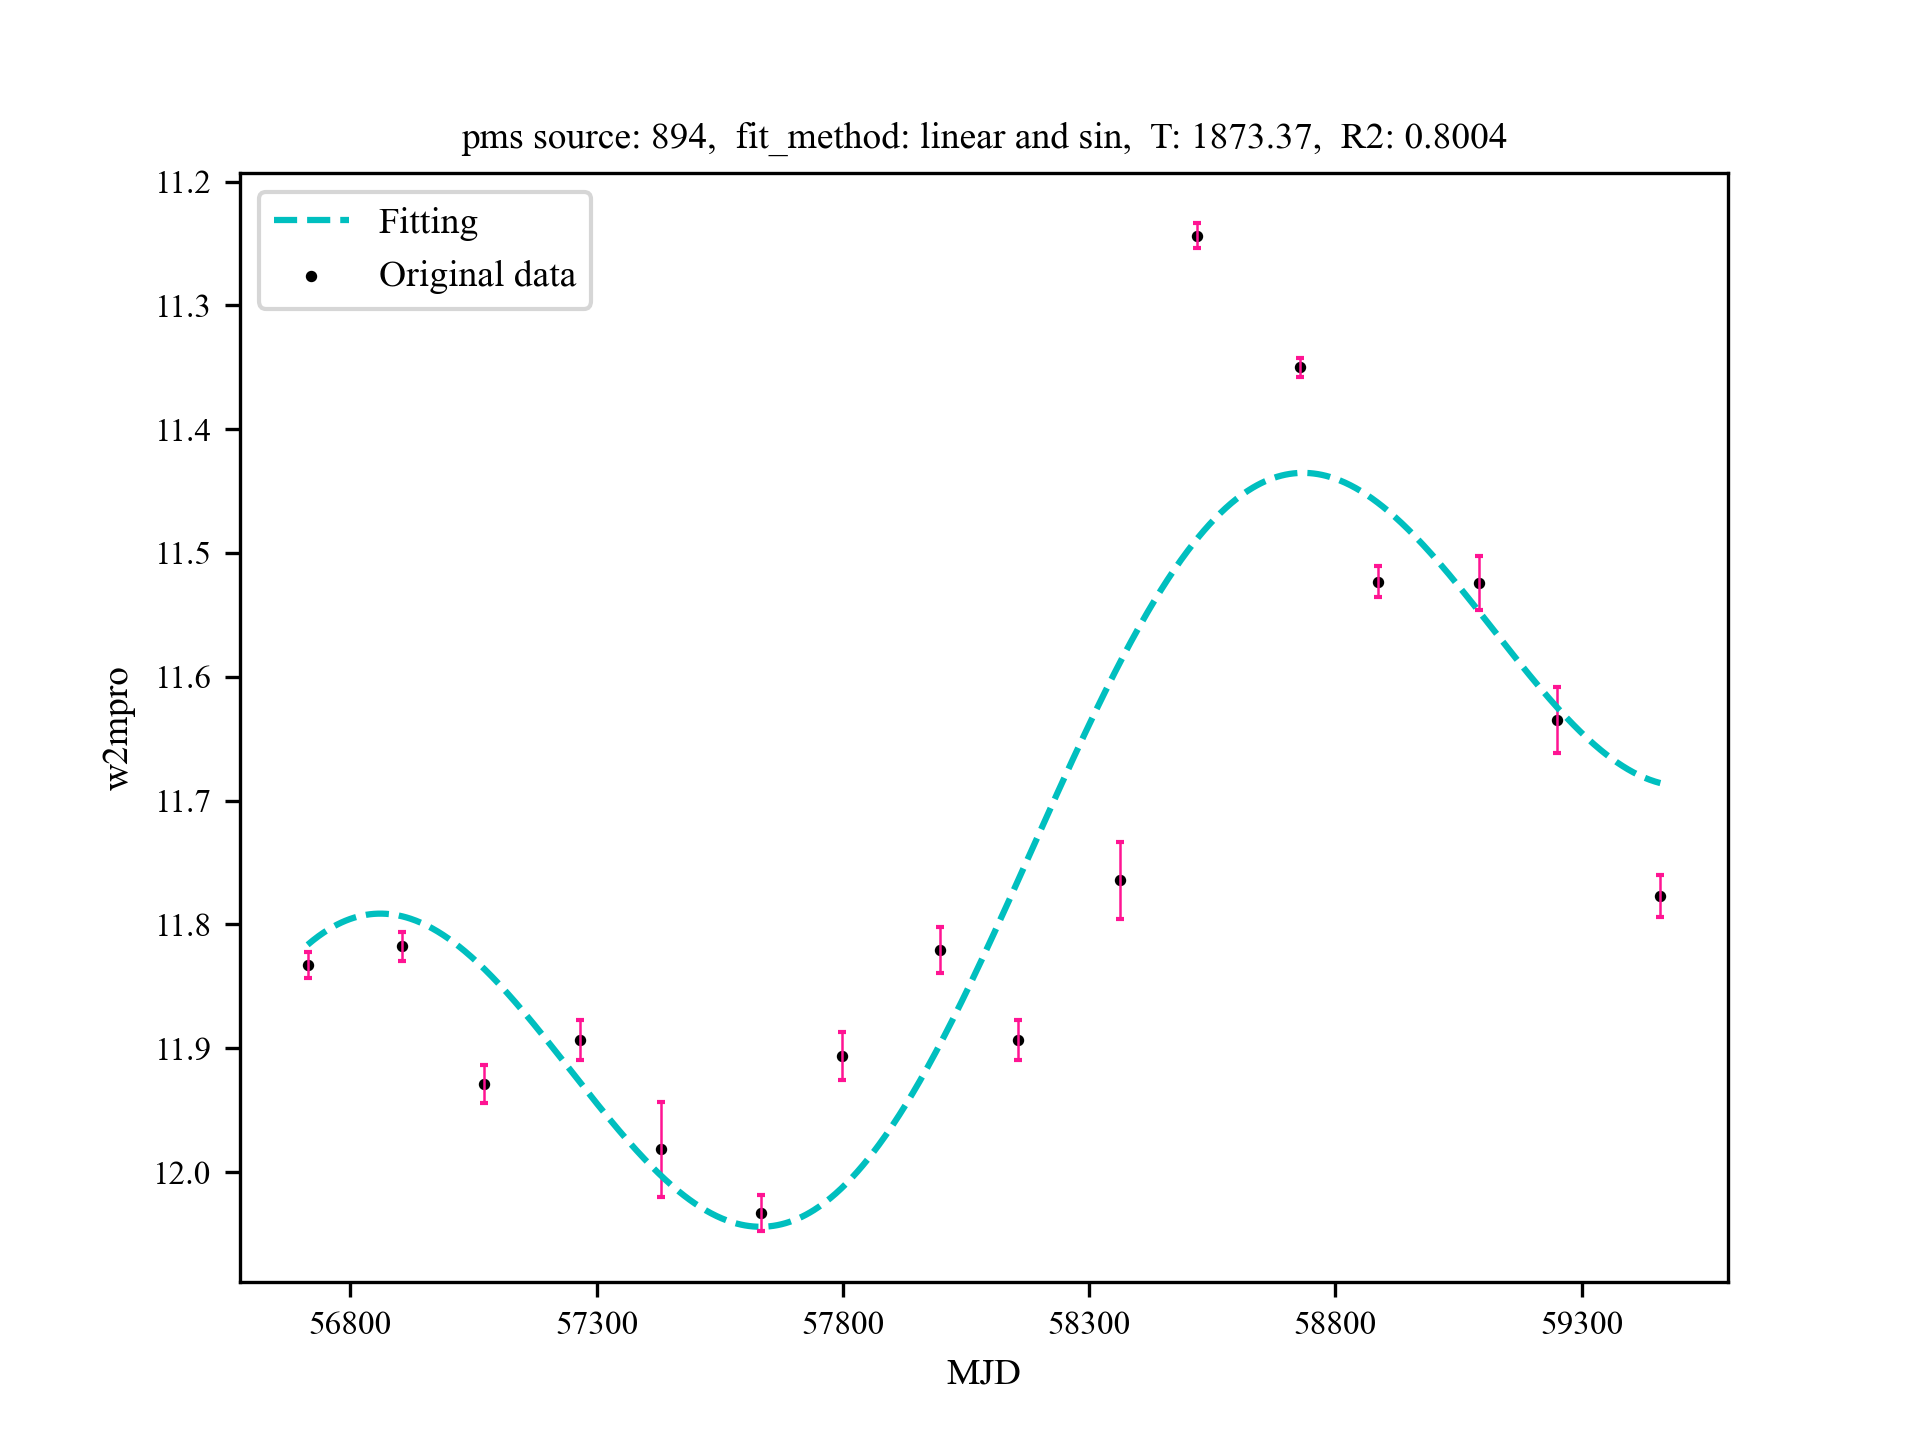 pms source: 894,  fit_method: linear and sin,  T: 1873.37,  R2: 0.8004
Fitting
Original data
11.2
11.3
11.4
11.5
11.6
11.7
11.8
11.9
12.0
w2mpro
56800 57300 57800 58300 58800 59300
MJD